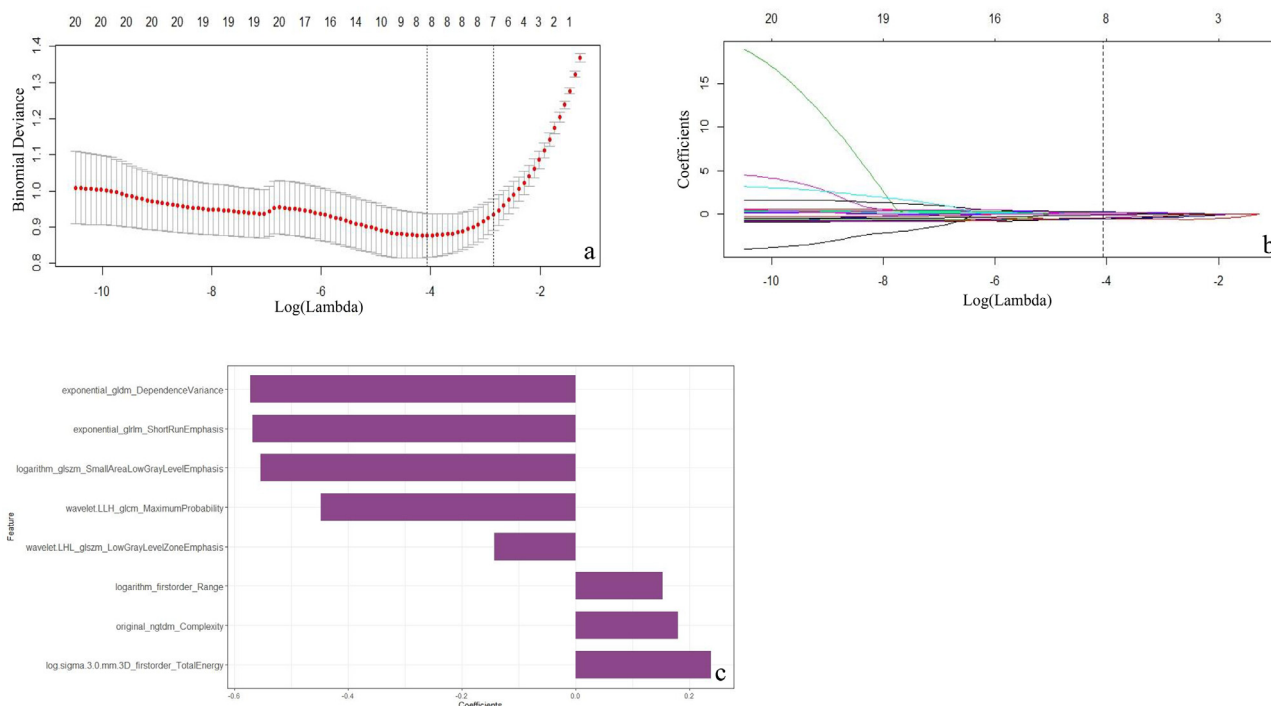 20 20 20 20 20 20 19 19 19 20 17 16 14 10 9 8 8 8 8 7 6 4 3 2 1
Binomial Deviance
1.4
1.3
1.2
1.1
1.0
0.9
0.8
a
-10 -8 -6 -4 -2
Log(Lambda)
20 19 16 8 3
Coefficients
15
10
5
0
b
-10 -8 -6 -4 -2
Log(Lambda)
Feature
exponential_gldm_DependenceVariance
exponential_glrlm_ShortRunEmphasis
logarithm_glszm_SmallAreaLowGrayLevelEmphasis
wavelet.LLH_glcm_MaximumProbability
wavelet.LHL_glszm_LowGrayLevelZoneEmphasis
logarithm_firstorder_Range
original_ngtdm_Complexity
log.sigma.3.0.mm.3D_firstorder_TotalEnergy
c
-0.6 -0.4 -0.2 0.0 0.2
Coefficients